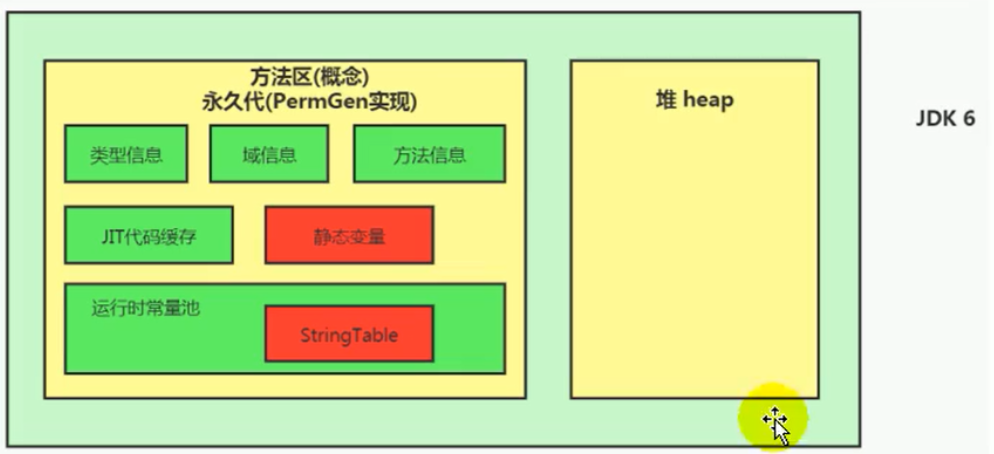 方法区(概念)
永久代(PermGen实现)
堆 heap
JDK 6
类型信息
域信息
方法信息
JIT代码缓存
静态变量
运行时常量池
StringTable